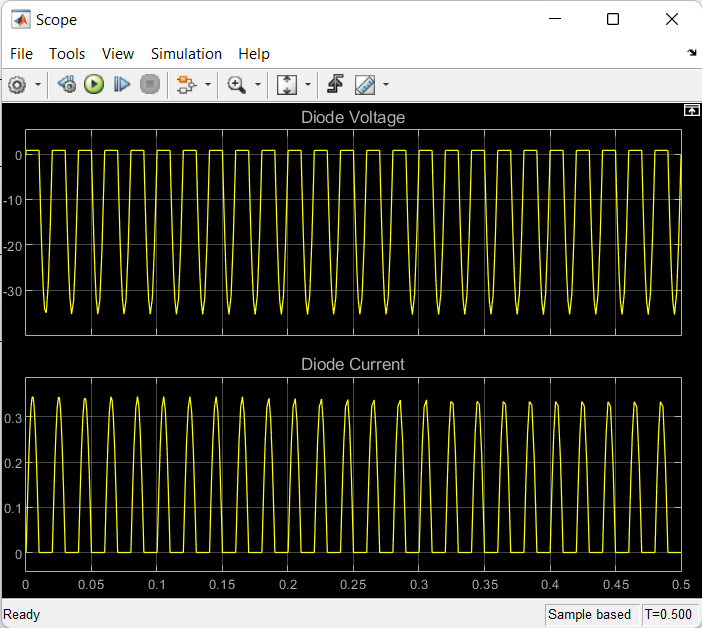 Scope
File Tools View Simulation Help
Diode Voltage
0
-10
-20
-30
Diode Current
0.3
0.2
0.1
0
0 0.05 0.1 0.15 0.2 0.25 0.3 0.35 0.4 0.45 0.5
Ready Sample based T=0.500